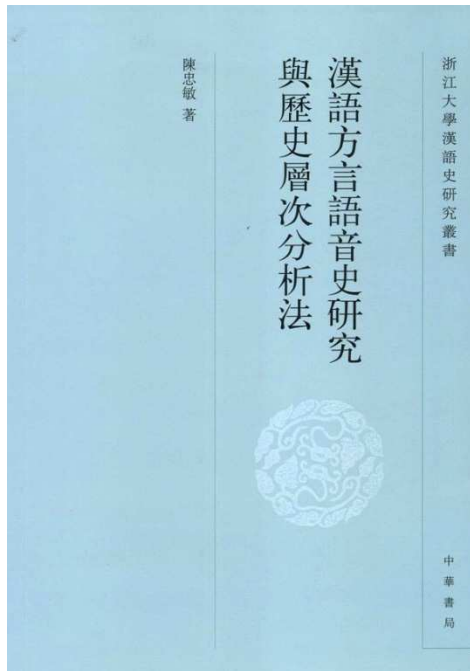 浙江大學漢語史研究叢書
漢語方言語音史研究
與歷史層次分析法
陳忠敏 著
中華書局